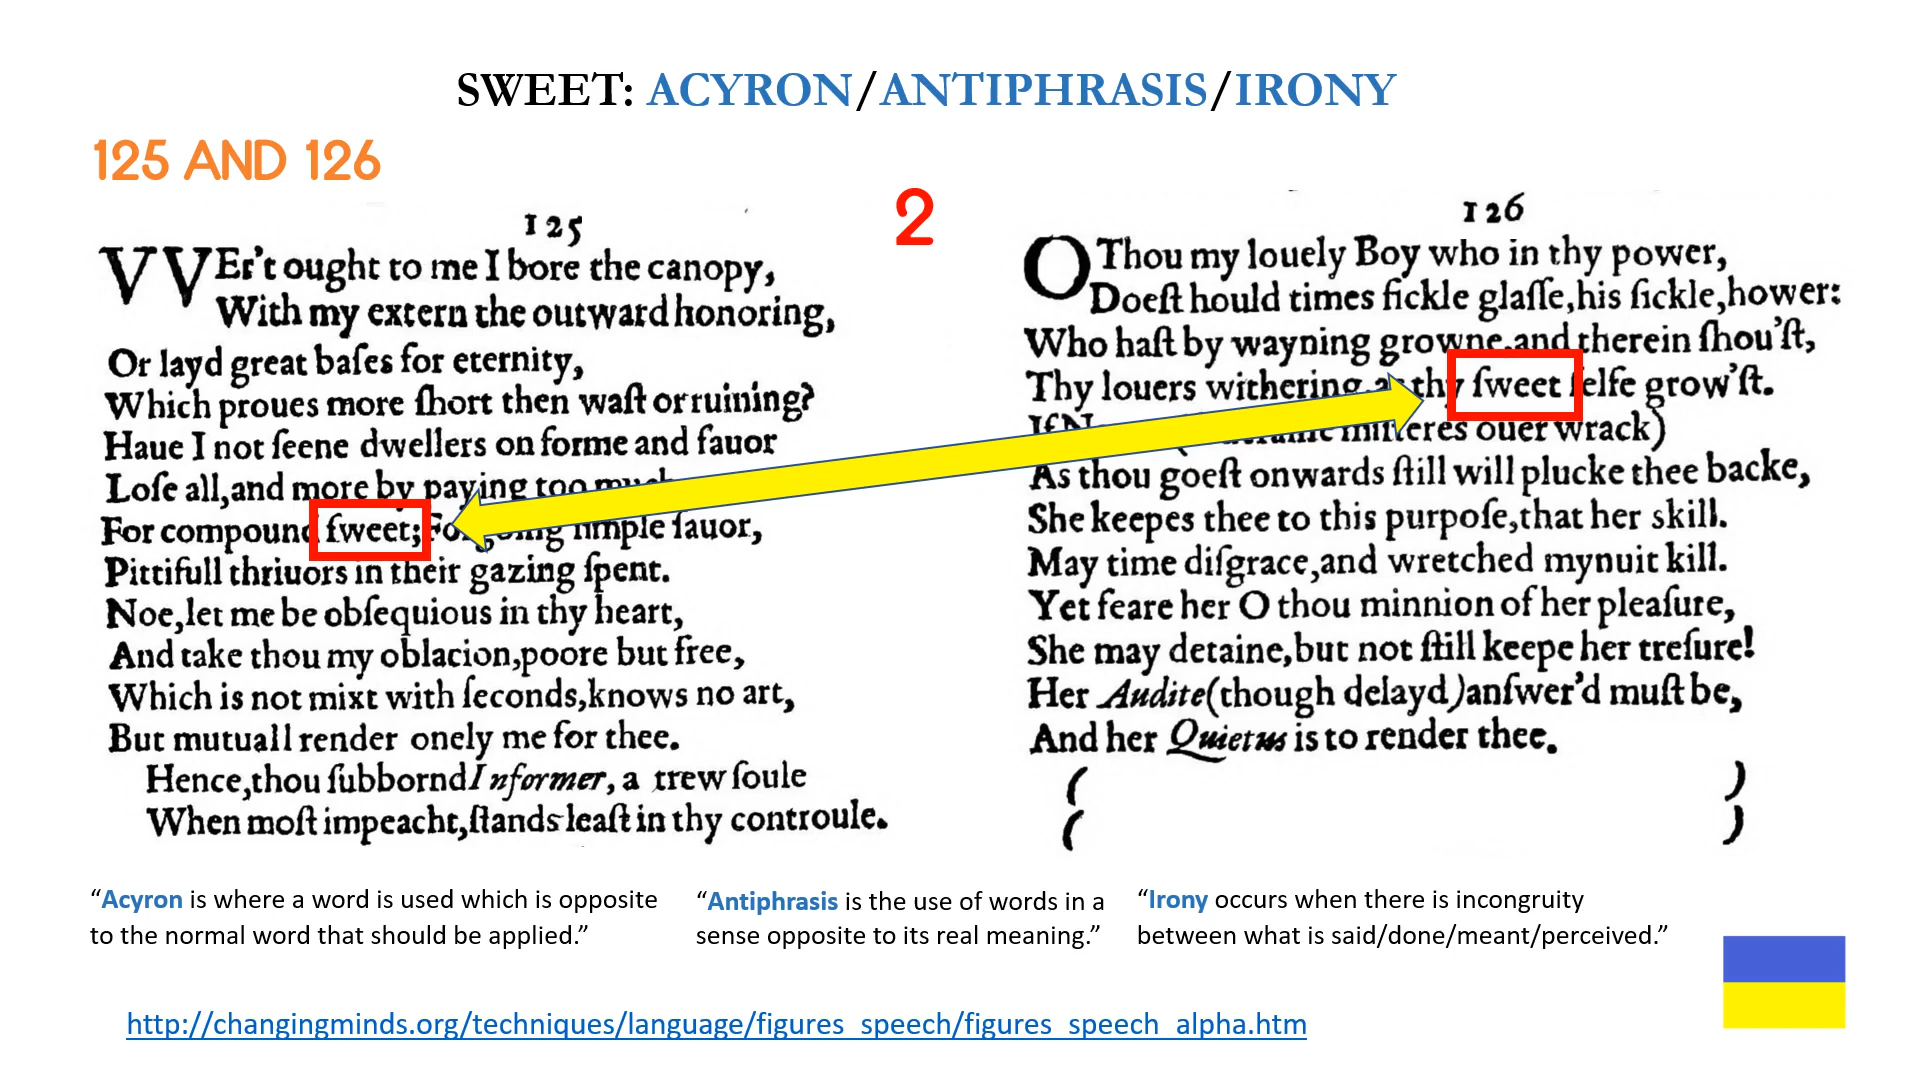 SWEET: ACYRON/ANTIPHRASIS/IRONY
125 AND 126
2
125
VVEr't ought to me I bore the canopy,
With my extern the outward honoring,
Or layd great baſes for eternity,
Which proues more ſhort then waſt or ruining?
Haue I not ſeene dwellers on forme and fauor
Loſe all,and more by paying too much
For compound ſweet;Forgoing ſimple ſauor,
Pittifull thriuors in their gazing ſpent.
Noe,let me be obſequious in thy heart,
And take thou my oblacion,poore but free,
Which is not mixt with ſeconds,knows no art,
But mutuall render onely me for thee.
Hence,thou ſubbornd Informer, a trew ſoule
When moſt impeacht,ſtands leaſt in thy controule.
126
O Thou my louely Boy who in thy power,
Doeſt hould times fickle glaſſe,his ſickle,hower:
Who haſt by wayning growne,and therein ſhou'ſt,
Thy louers withering, as thy ſweet ſelfe grow'ſt.
If ouer wrack)
As thou goeſt onwards ſtill will plucke thee backe,
She keepes thee to this purpoſe,that her skill.
May time diſgrace,and wretched mynuit kill.
Yet feare her O thou minnion of her pleaſure,
She may detaine,but not ſtill keepe her treſure!
Her Audite(though delayd)anſwer'd muſt be,
And her Quietus is to render thee.
( )
( )
“Acyron is where a word is used which is opposite
to the normal word that should be applied.”
“Antiphrasis is the use of words in a
sense opposite to its real meaning.”
“Irony occurs when there is incongruity
between what is said/done/meant/perceived.”
http://changingminds.org/techniques/language/figures_speech/figures_speech_alpha.htm